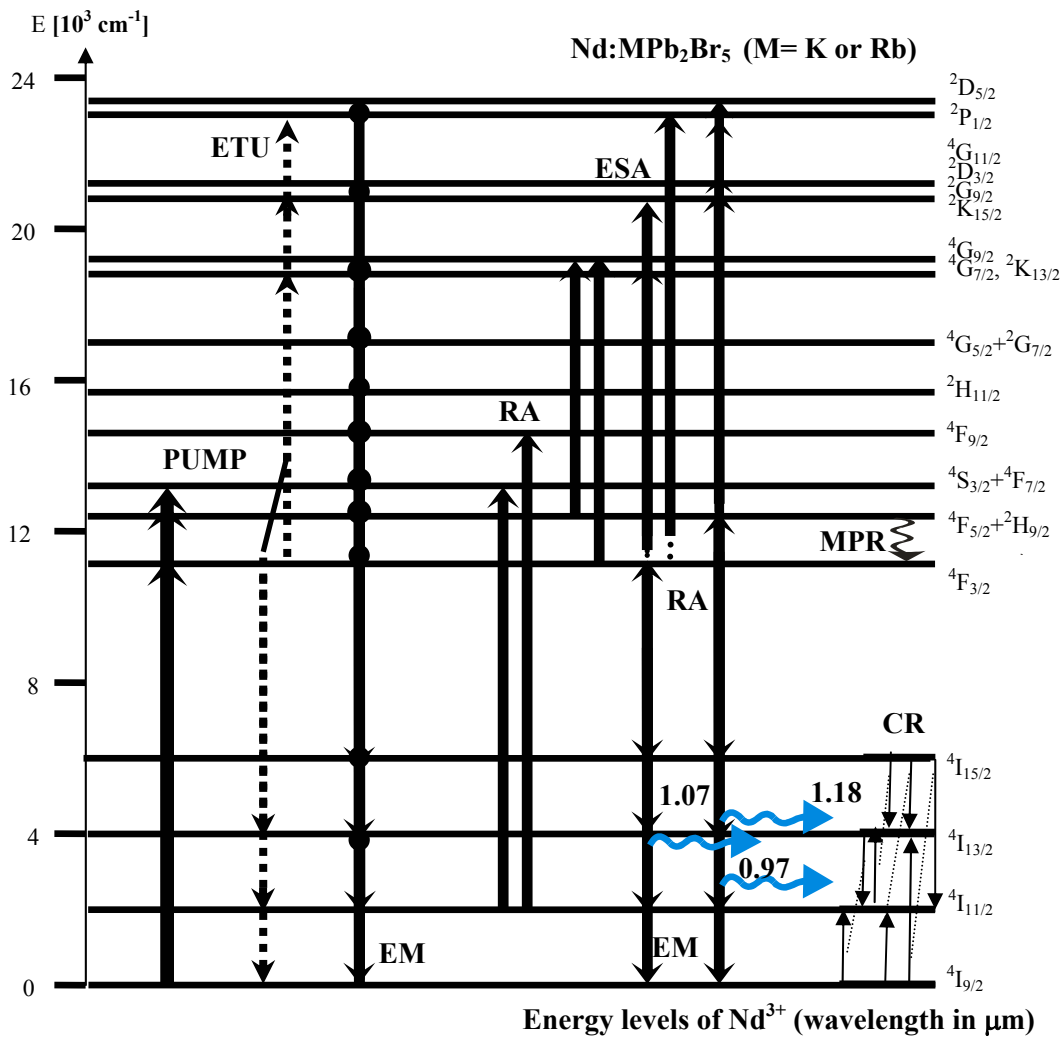 E [10³ cm⁻¹]
Nd:MPb₂Br₅ (M= K or Rb)
24
20
16
12
8
4
0
²D₅/₂
²P₁/₂
⁴G₁₁/₂
²D₃/₂
²G₉/₂
²K₁₅/₂
⁴G₉/₂
⁴G₇/₂, ²K₁₃/₂
⁴G₅/₂+²G₇/₂
²H₁₁/₂
⁴F₉/₂
⁴S₃/₂+⁴F₇/₂
⁴F₅/₂+²H₉/₂
⁴F₃/₂
⁴I₁₅/₂
⁴I₁₃/₂
⁴I₁₁/₂
⁴I₉/₂
ETU
ESA
RA
PUMP
MPR
RA
CR
1.07
1.18
0.97
EM
EM
Energy levels of Nd³⁺ (wavelength in μm)